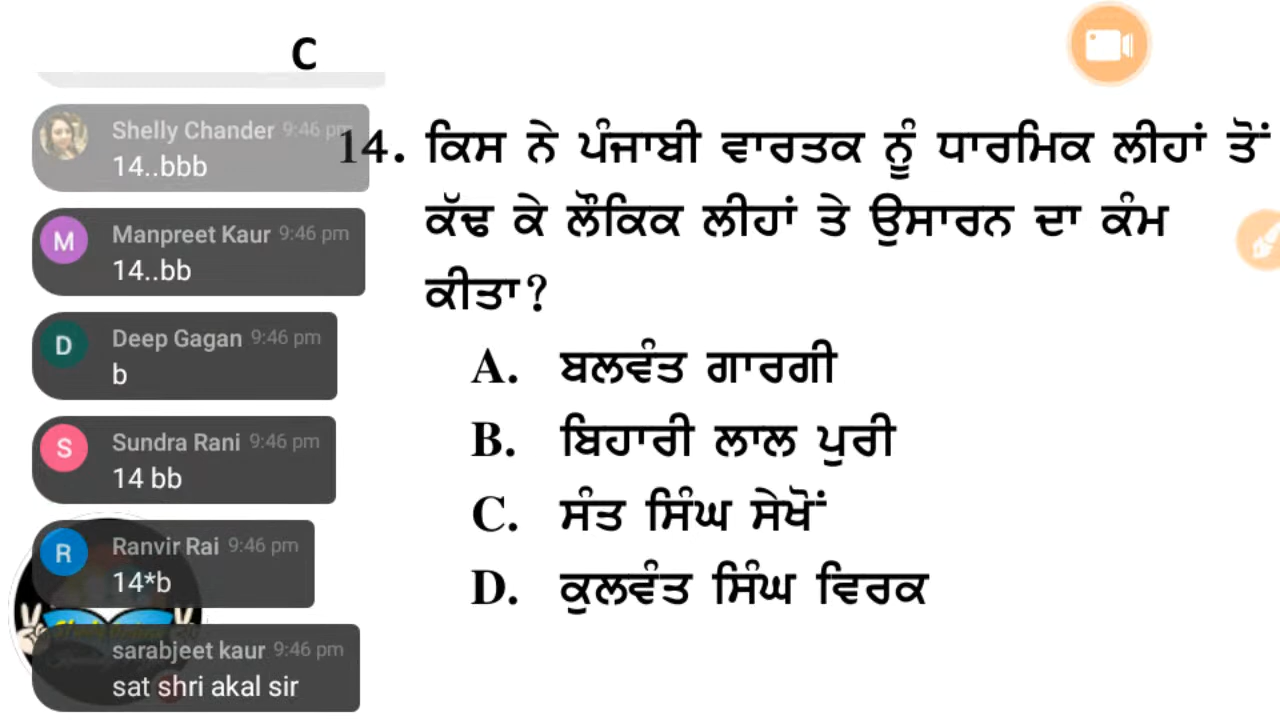 C
Shelly Chander 9:46 pm
14..bbb
Manpreet Kaur 9:46 pm
14..bb
Deep Gagan 9:46 pm
b
Sundra Rani 9:46 pm
14 bb
Ranvir Rai 9:46 pm
14*b
sarabjeet kaur 9:46 pm
sat shri akal sir
14. ਕਿਸ ਨੇ ਪੰਜਾਬੀ ਵਾਰਤਕ ਨੂੰ ਧਾਰਮਿਕ ਲੀਹਾਂ ਤੋਂ
ਕੱਢ ਕੇ ਲੌਕਿਕ ਲੀਹਾਂ ਤੇ ਉਸਾਰਨ ਦਾ ਕੰਮ
ਕੀਤਾ?
A. ਬਲਵੰਤ ਗਾਰਗੀ
B. ਬਿਹਾਰੀ ਲਾਲ ਪੁਰੀ
C. ਸੰਤ ਸਿੰਘ ਸੇਖੋਂ
D. ਕੁਲਵੰਤ ਸਿੰਘ ਵਿਰਕ
M
D
S
R